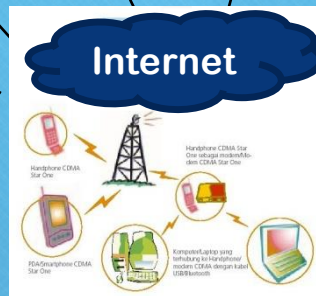 Internet
Handphone CDMA
Star One
Handphone CDMA Star
One sebagai modem/Mo-
dem CDMA Star One
PDA/Smartphone CDMA
Star One
Komputer/Laptop yang
terhubung ke Handphone/
modem CDMA dengan kabel
USB/Bluetooth